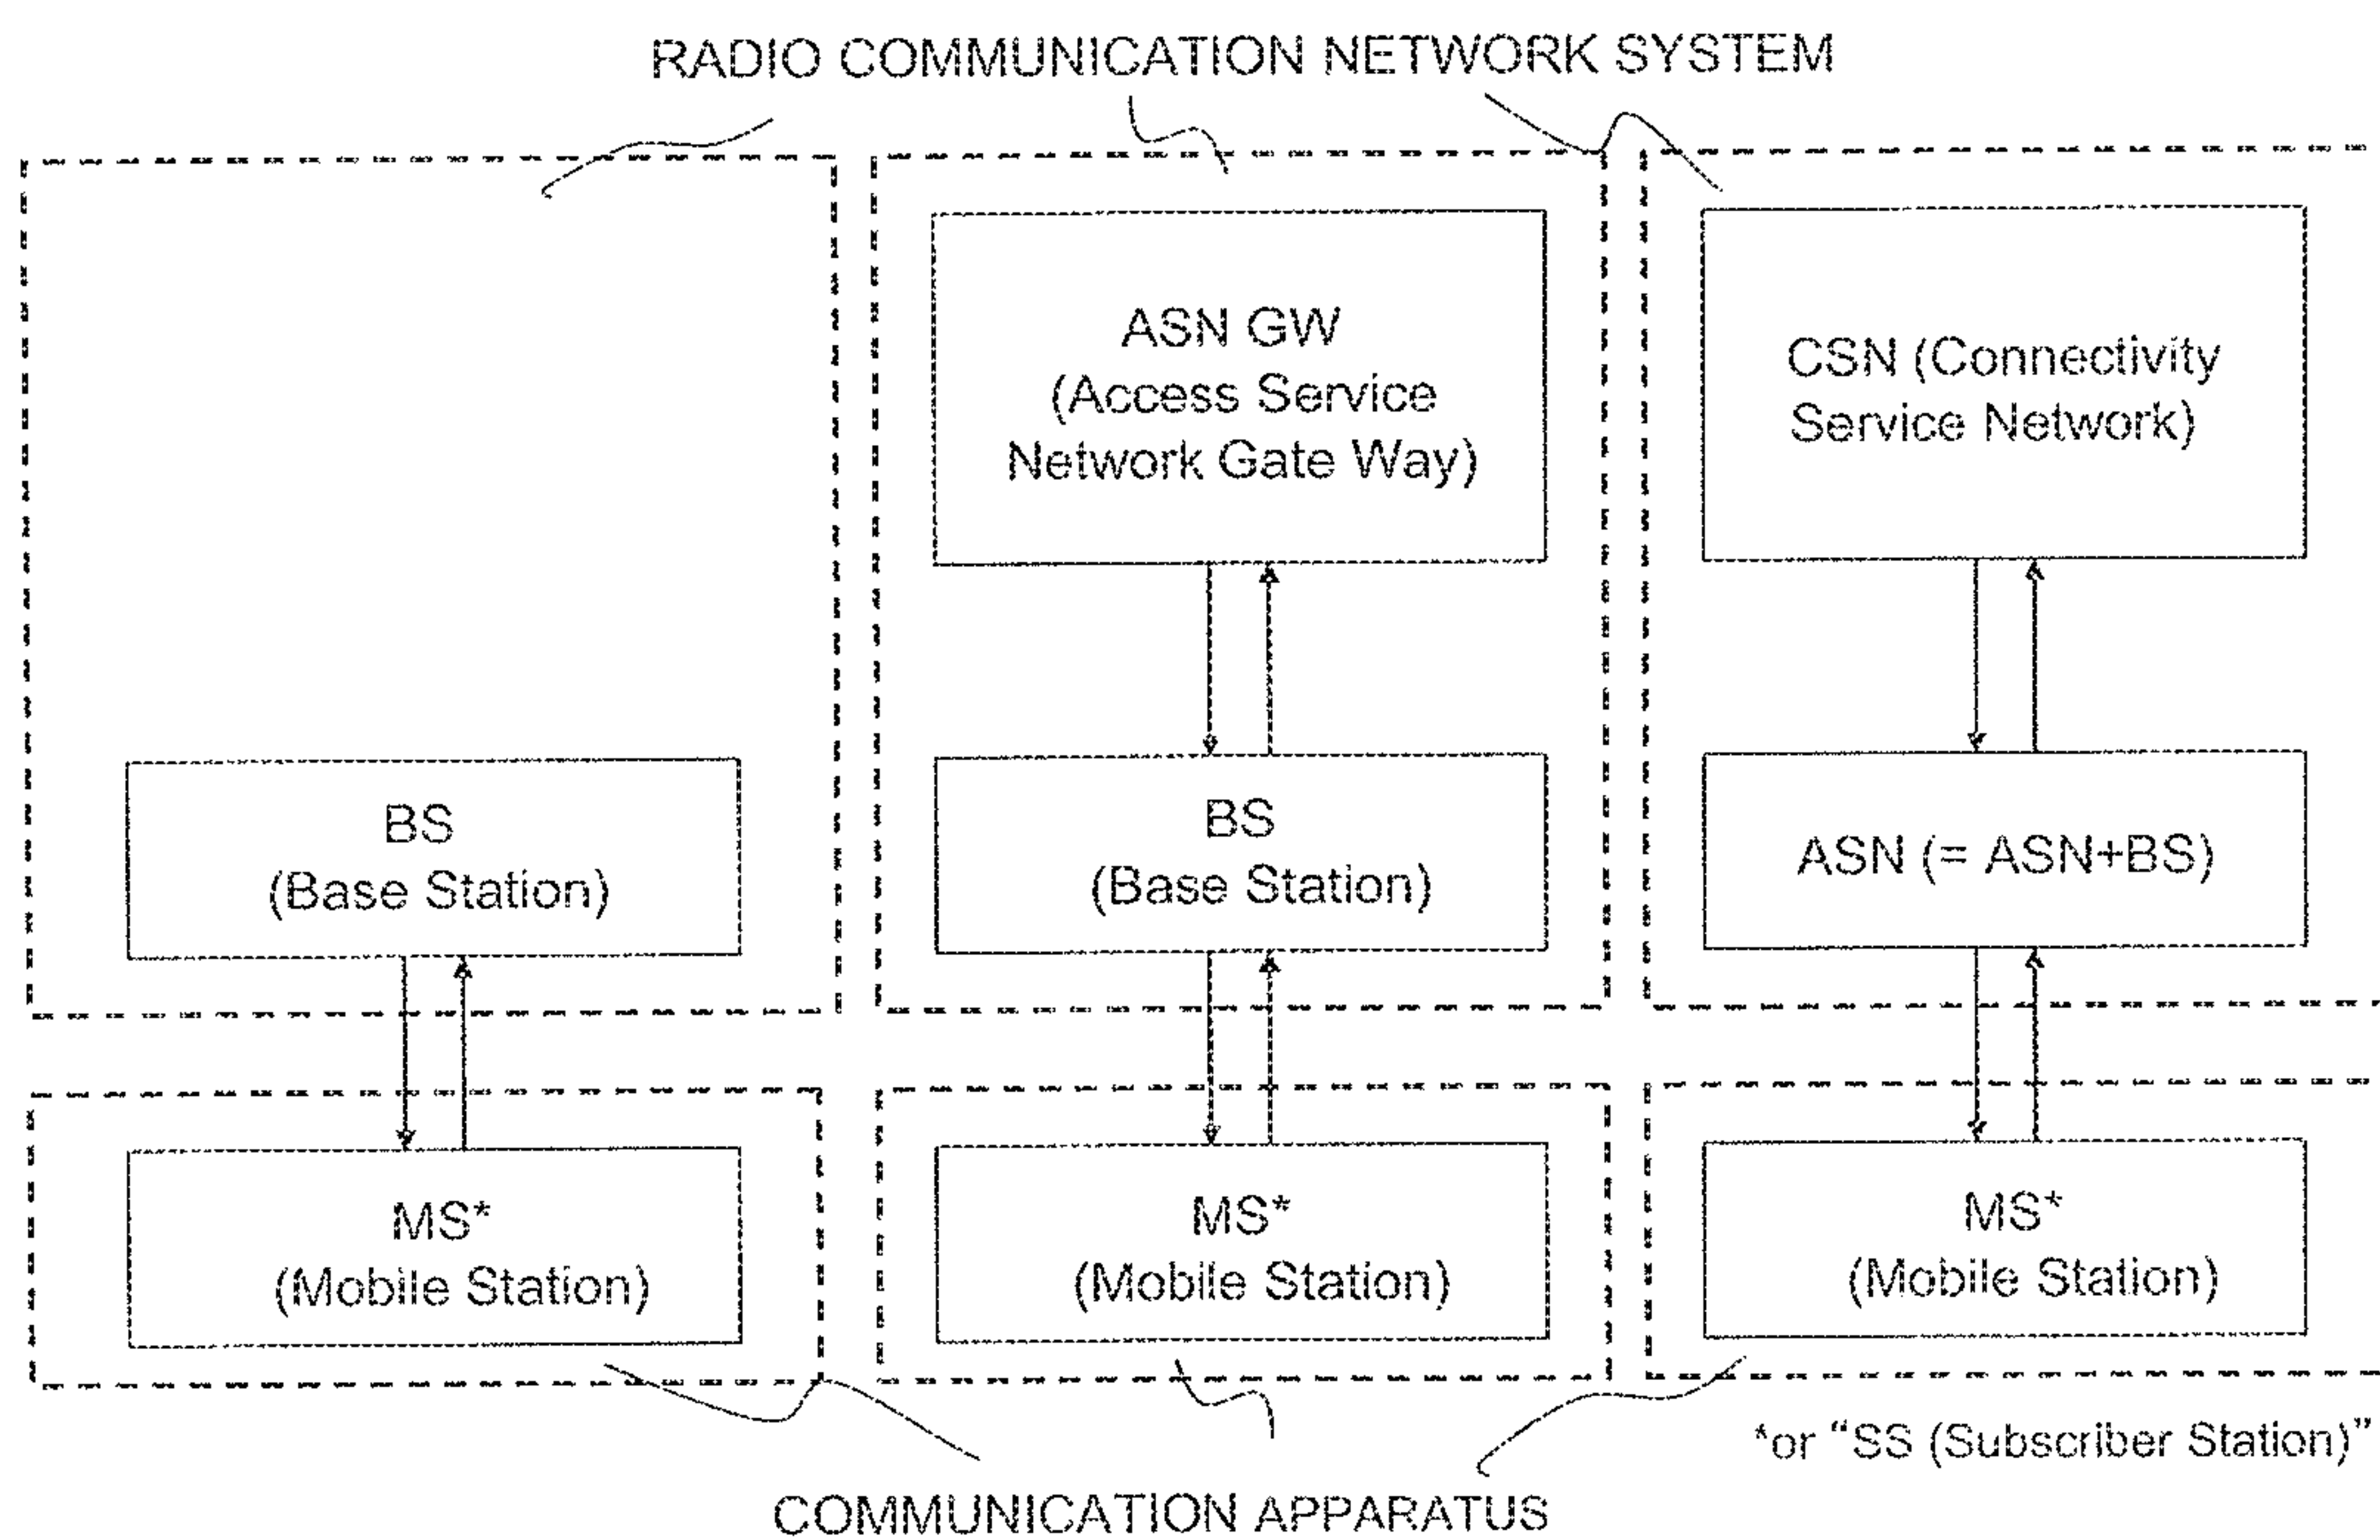 RADIO COMMUNICATION NETWORK SYSTEM
ASN GW
(Access Service
Network Gate Way)
CSN (Connectivity
Service Network)
BS
(Base Station)
BS
(Base Station)
ASN (= ASN+BS)
MS*
(Mobile Station)
MS*
(Mobile Station)
MS*
(Mobile Station)
*or “SS (Subscriber Station)”
COMMUNICATION APPARATUS